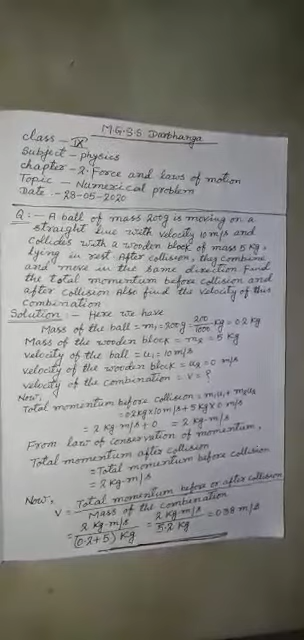 M.G.S.S. Darbhanga
class - IX
Subject - physics
chapter - 2. Force and laws of motion
Topic - Numerical problem
Date :- 28-05-2020
Q :- A ball of mass 200g is moving on a
straight line with velocity 10 m/s and
collides with a wooden block of mass 5 kg
lying in rest. After collision, they combine
and move in the same direction. Find
the total momentum before collision and
after collision. Also find the velocity of this
combination.
Solution :- Here we have
Mass of the ball = m₁ = 200g = 200/1000 kg = 0.2 kg
Mass of the wooden block = m₂ = 5 kg
velocity of the ball = u₁ = 10 m/s
velocity of the wooden block = u₂ = 0 m/s
velocity of the combination = v = ?
Now,
Total momentum before collision = m₁u₁ + m₂u₂
= 0.2 kg x 10 m/s + 5 kg x 0 m/s
= 2 kg m/s + 0 = 2 kg m/s
From law of conservation of momentum,
Total momentum after collision
= Total momentum before collision
= 2 kg m/s
Now,
v = Total momentum before or after collision / Mass of the combination
= 2 kg m/s / (0.2+5) kg = 2 kg m/s / 5.2 kg = 0.38 m/s